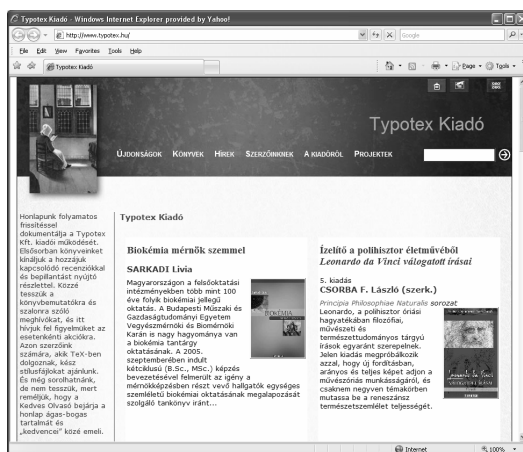 Typotex Kiadó - Windows Internet Explorer provided by Yahoo!
http://www.typotex.hu/
Google
File Edit View Favorites Tools Help
Typotex Kiadó
Page Tools
Typotex Kiadó
ÚJDONSÁGOK KÖNYVEK HÍREK SZERZŐINKNEK A KIADÓRÓL PROJEKTEK
Honlapunk folyamatos
frissítéssel
dokumentálja a Typotex
Kft. kiadói működését.
Elsősorban könyveinket
kínáljuk a hozzájuk
kapcsolódó recenziókkal
és bepillantást nyújtó
részlettel. Közzé
tesszük a
könyvbemutatókra és
szalonra szóló
meghívókat, és itt
hívjuk fel figyelmüket az
esetenkénti akciókra.
Azon szerzőink
számára, akik TeX-ben
dolgoznak, kész
stílusfájlokat ajánlunk.
És még sorolhatnánk,
de nem tesszük, mert
reméljük, hogy a
Kedves Olvasó bejárja a
honlap ágas-bogas
tartalmát és
„kedvencei” közé emeli.
Typotex Kiadó
Biokémia mérnök szemmel
SARKADI Livia
Magyarországon a felsőoktatási
intézményekben több mint 100
éve folyik biokémiai jellegű
oktatás. A Budapesti Műszaki és
Gazdaságtudományi Egyetem
Vegyészmérnöki és Biomérnöki
Karán is nagy hagyománya van
a biokémia tantárgy
oktatásának. A 2005.
szeptemberében indult
kétciklusú (B.Sc., MSc.) képzés
bevezetésével felmerült az igény a
mérnökképzésben részt vevő hallgatók egységes
szemléletű biokémiai oktatásának megalapozását
szolgáló tankönyv iránt...
BIOKÉMIA
Ízelítő a polihisztor életművéből
Leonardo da Vinci válogatott írásai
5. kiadás
CSORBA F. László (szerk.)
Principia Philosophiae Naturalis sorozat
Leonardo, a polihisztor óriási
hagyatékában filozófiai,
művészeti és
természettudományos tárgyú
írások egyaránt szerepelnek.
Jelen kiadás megpróbálkozik
azzal, hogy új fordításban,
arányos és teljes képet adjon a
művészóriás munkásságáról, és
csaknem negyven témakörben
mutassa be a reneszánsz
természetszemlélet teljességét.
Leonardo da Vinci
Internet 100%